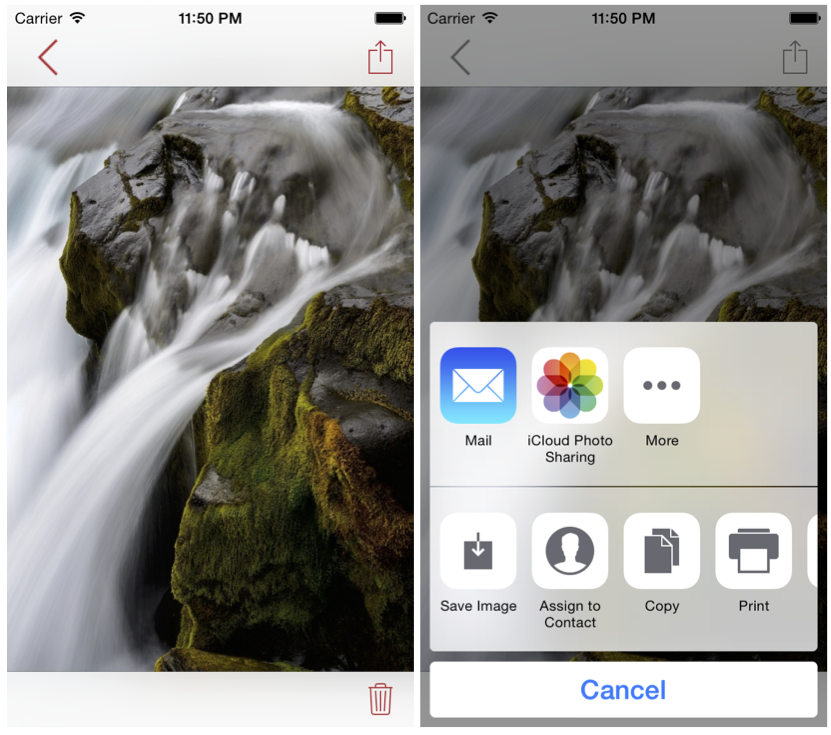 Carrier 11:50 PM
Carrier 11:50 PM
Mail
iCloud Photo
Sharing
More
Save Image
Assign to
Contact
Copy
Print
Cancel